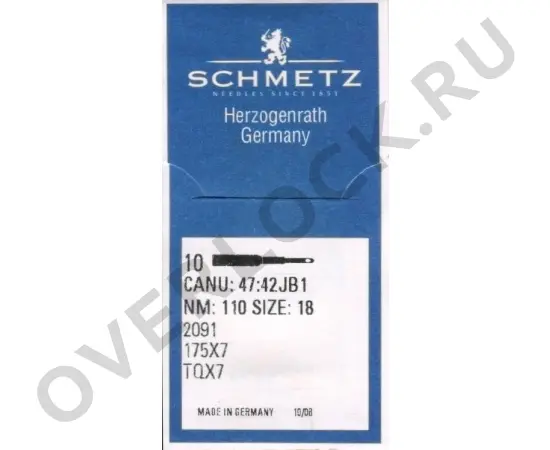 SCHMETZ
NEEDLES SINCE 1851
Herzogenrath
Germany
10
CANU: 47:42JB1
NM: 110 SIZE: 18
2091
175X7
TQX7
MADE IN GERMANY 10/08
OVERLOCK.RU